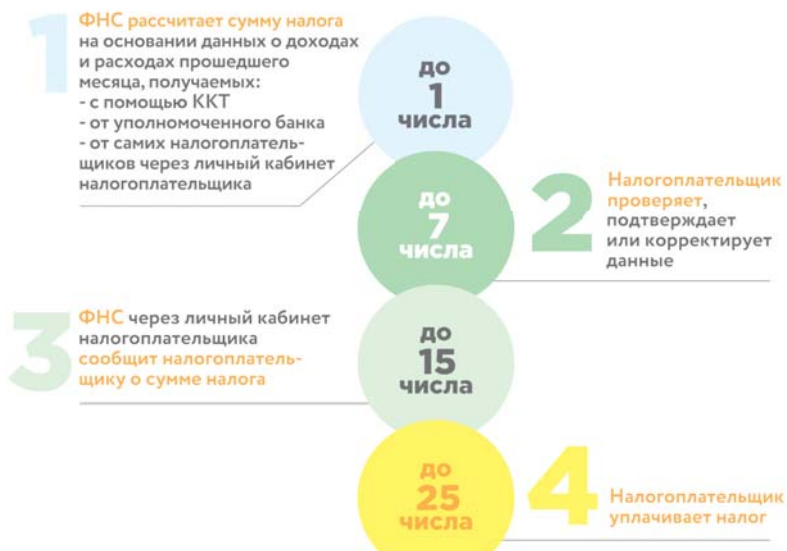 1
ФНС рассчитает сумму налога
на основании данных о доходах
и расходах прошедшего
месяца, получаемых:
- с помощью ККТ
- от уполномоченного банка
- от самих налогоплатель-
щиков через личный кабинет
налогоплательщика
до
1
числа
до
7
числа
2
Налогоплательщик
проверяет,
подтверждает
или корректирует
данные
3
ФНС через личный кабинет
налогоплательщика
сообщит налогоплатель-
щику о сумме налога
до
15
числа
до
25
числа
4
Налогоплательщик
уплачивает налог